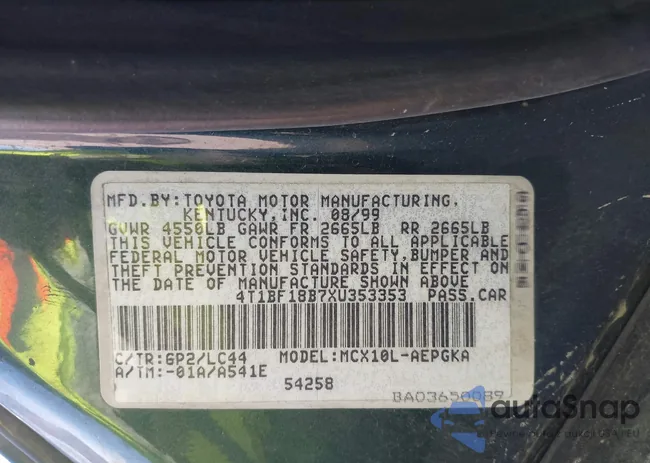 MFD.BY:TOYOTA MOTOR MANUFACTURING,
KENTUCKY,INC. 08/99
GVWR 4550LB GAWR FR 2665LB RR 2665LB
THIS VEHICLE CONFORMS TO ALL APPLICABLE
FEDERAL MOTOR VEHICLE SAFETY,BUMPER AND
THEFT PREVENTION STANDARDS IN EFFECT ON
THE DATE OF MANUFACTURE SHOWN ABOVE
4T1BF18B7XU353353 PASS.CAR
C/TR:6P2/LC44 MODEL:MCX10L-AEPGKA
A/TM:-01A/A541E
54258
BA03650089
autoSnap